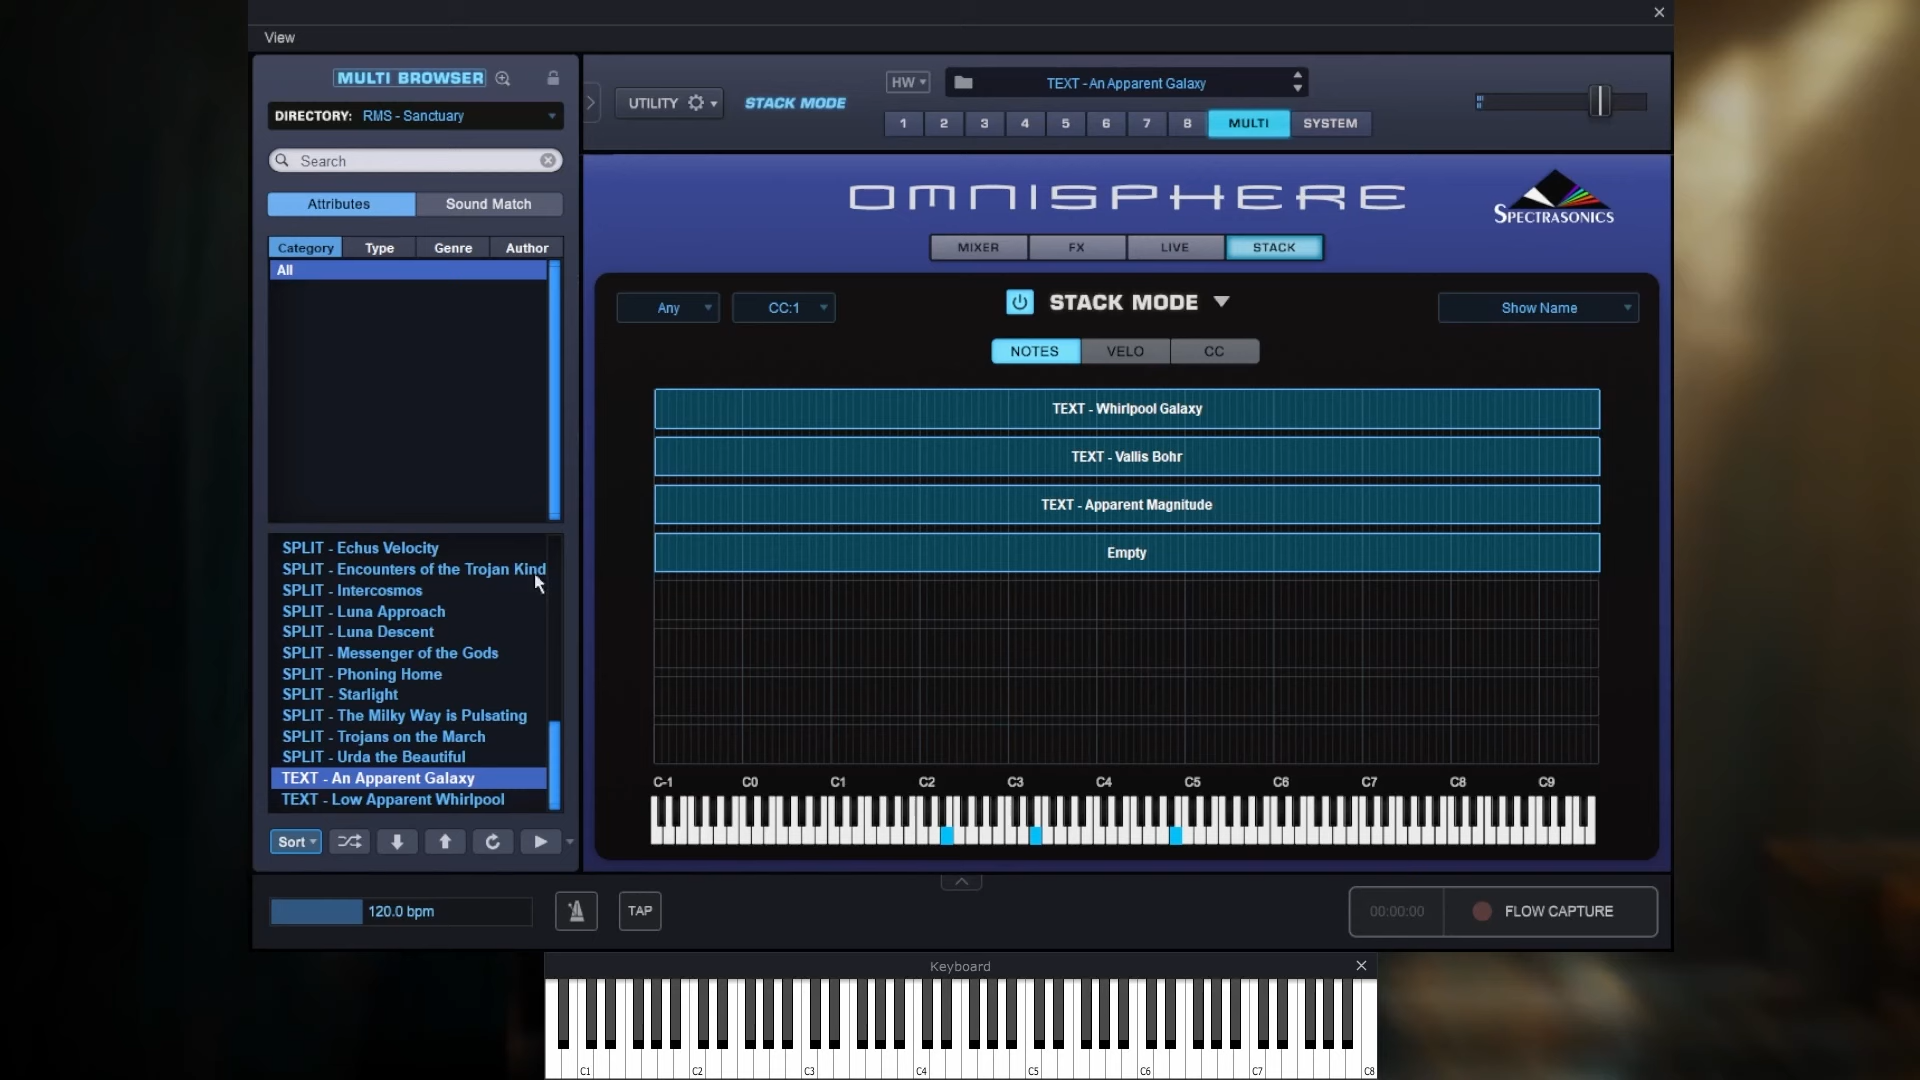 View
MULTI BROWSER
DIRECTORY: RMS - Sanctuary
Search
Attributes
Sound Match
Category
Type
Genre
Author
All
SPLIT - Echus Velocity
SPLIT - Encounters of the Trojan Kind
SPLIT - Intercosmos
SPLIT - Luna Approach
SPLIT - Luna Descent
SPLIT - Messenger of the Gods
SPLIT - Phoning Home
SPLIT - Starlight
SPLIT - The Milky Way is Pulsating
SPLIT - Trojans on the March
SPLIT - Urda the Beautiful
TEXT - An Apparent Galaxy
TEXT - Low Apparent Whirlpool
Sort
UTILITY
STACK MODE
HW
TEXT - An Apparent Galaxy
1 2 3 4 5 6 7 8 MULTI SYSTEM
OMNISPHERE
SPECTRASONICS
MIXER FX LIVE STACK
Any
CC:1
STACK MODE
Show Name
NOTES VELO CC
TEXT - Whirlpool Galaxy
TEXT - Vallis Bohr
TEXT - Apparent Magnitude
Empty
C-1 C0 C1 C2 C3 C4 C5 C6 C7 C8 C9
120.0 bpm
TAP
00:00:00
FLOW CAPTURE
Keyboard
C1 C2 C3 C4 C5 C6 C7 C8